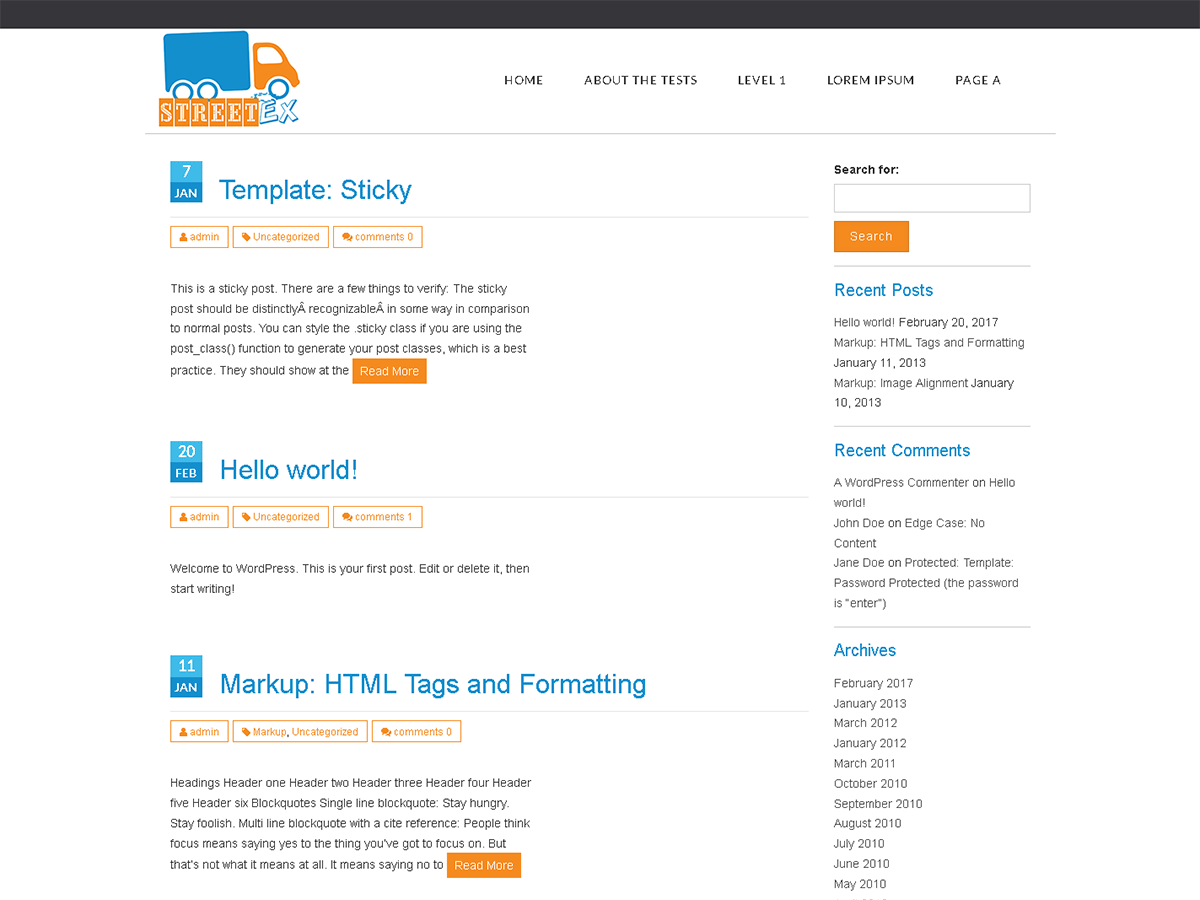 STREETEX
HOME ABOUT THE TESTS LEVEL 1 LOREM IPSUM PAGE A
7
JAN
Template: Sticky
admin Uncategorized comments 0
This is a sticky post. There are a few things to verify: The sticky
post should be distinctlyÂ recognizableÂ in some way in comparison
to normal posts. You can style the .sticky class if you are using the
post_class() function to generate your post classes, which is a best
practice. They should show at the Read More
20
FEB
Hello world!
admin Uncategorized comments 1
Welcome to WordPress. This is your first post. Edit or delete it, then
start writing!
11
JAN
Markup: HTML Tags and Formatting
admin Markup, Uncategorized comments 0
Headings Header one Header two Header three Header four Header
five Header six Blockquotes Single line blockquote: Stay hungry.
Stay foolish. Multi line blockquote with a cite reference: People think
focus means saying yes to the thing you've got to focus on. But
that's not what it means at all. It means saying no to Read More
Search for:
Search
Recent Posts
Hello world! February 20, 2017
Markup: HTML Tags and Formatting
January 11, 2013
Markup: Image Alignment January
10, 2013
Recent Comments
A WordPress Commenter on Hello
world!
John Doe on Edge Case: No
Content
Jane Doe on Protected: Template:
Password Protected (the password
is "enter")
Archives
February 2017
January 2013
March 2012
January 2012
March 2011
October 2010
September 2010
August 2010
July 2010
June 2010
May 2010